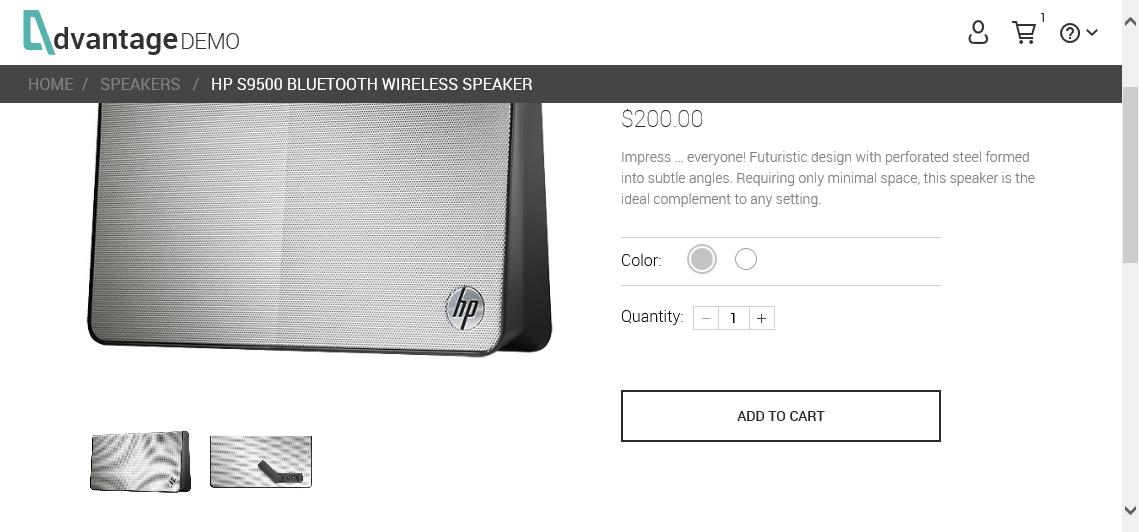 dvantage DEMO
1
?
HOME / SPEAKERS / HP S9500 BLUETOOTH WIRELESS SPEAKER
$200.00
Impress ... everyone! Futuristic design with perforated steel formed
into subtle angles. Requiring only minimal space, this speaker is the
ideal complement to any setting.
Color:
hp
Quantity: − 1 +
ADD TO CART